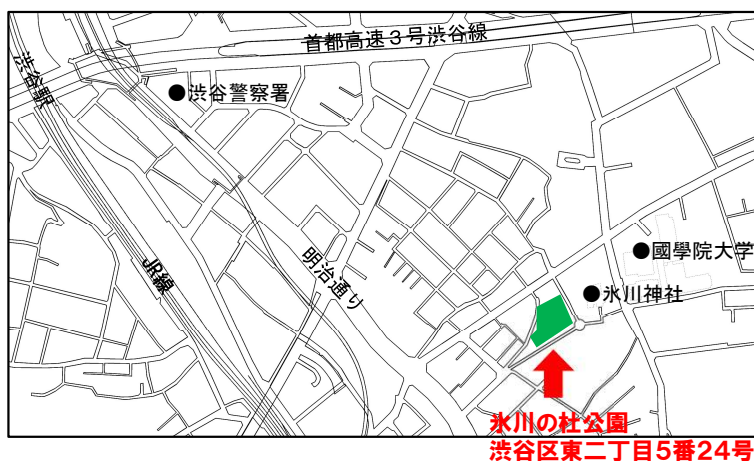 首都高速３号渋谷線
渋谷駅
●渋谷警察署
JR線
明治通り
●國學院大学
●氷川神社
氷川の杜公園
渋谷区東二丁目5番24号